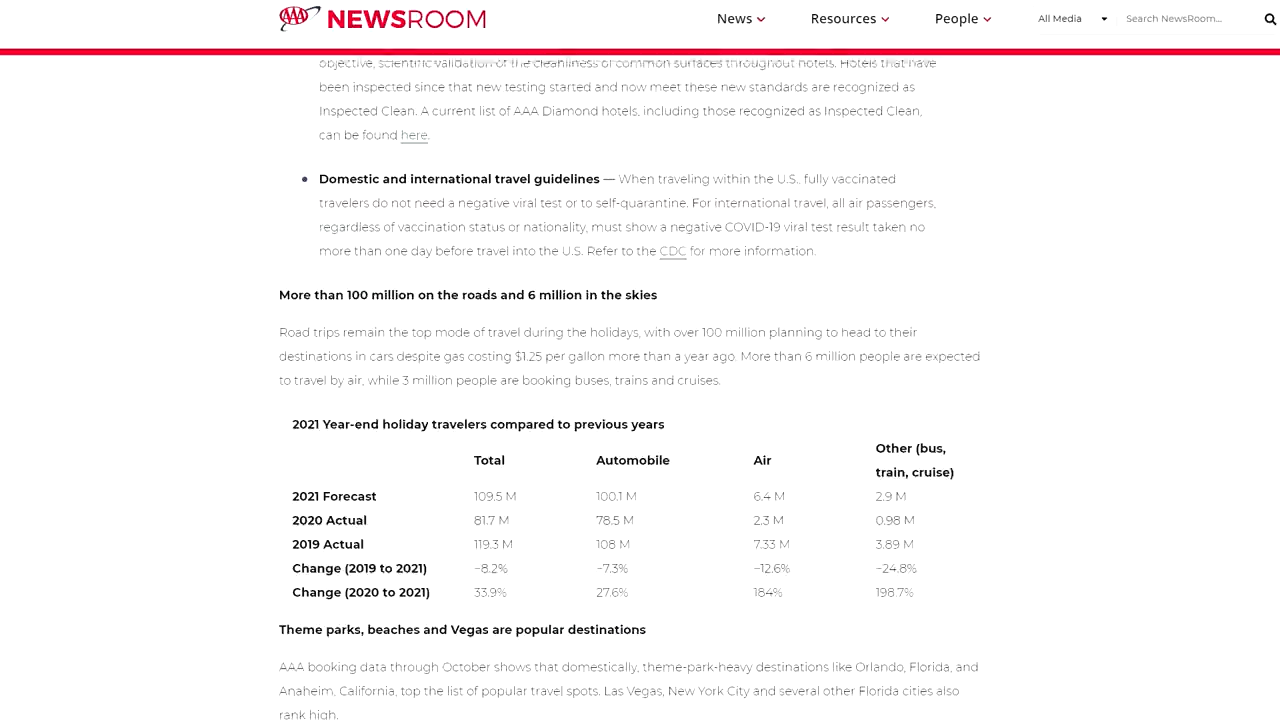 AAA NEWSROOM
News Resources People All Media Search NewsRoom...
objective, scientific validation of the cleanliness of common surfaces throughout hotels. Hotels that have
been inspected since that new testing started and now meet these new standards are recognized as
Inspected Clean. A current list of AAA Diamond hotels, including those recognized as Inspected Clean,
can be found here.
• Domestic and international travel guidelines — When traveling within the U.S., fully vaccinated
travelers do not need a negative viral test or to self-quarantine. For international travel, all air passengers,
regardless of vaccination status or nationality, must show a negative COVID-19 viral test result taken no
more than one day before travel into the U.S. Refer to the CDC for more information.
More than 100 million on the roads and 6 million in the skies
Road trips remain the top mode of travel during the holidays, with over 100 million planning to head to their
destinations in cars despite gas costing $1.25 per gallon more than a year ago. More than 6 million people are expected
to travel by air, while 3 million people are booking buses, trains and cruises.
2021 Year-end holiday travelers compared to previous years
Total Automobile Air Other (bus,
train, cruise)
2021 Forecast 109.5 M 100.1 M 6.4 M 2.9 M
2020 Actual 81.7 M 78.5 M 2.3 M 0.98 M
2019 Actual 119.3 M 108 M 7.33 M 3.89 M
Change (2019 to 2021) −8.2% −7.3% −12.6% −24.8%
Change (2020 to 2021) 33.9% 27.6% 184% 198.7%
Theme parks, beaches and Vegas are popular destinations
AAA booking data through October shows that domestically, theme-park-heavy destinations like Orlando, Florida, and
Anaheim, California, top the list of popular travel spots. Las Vegas, New York City and several other Florida cities also
rank high.